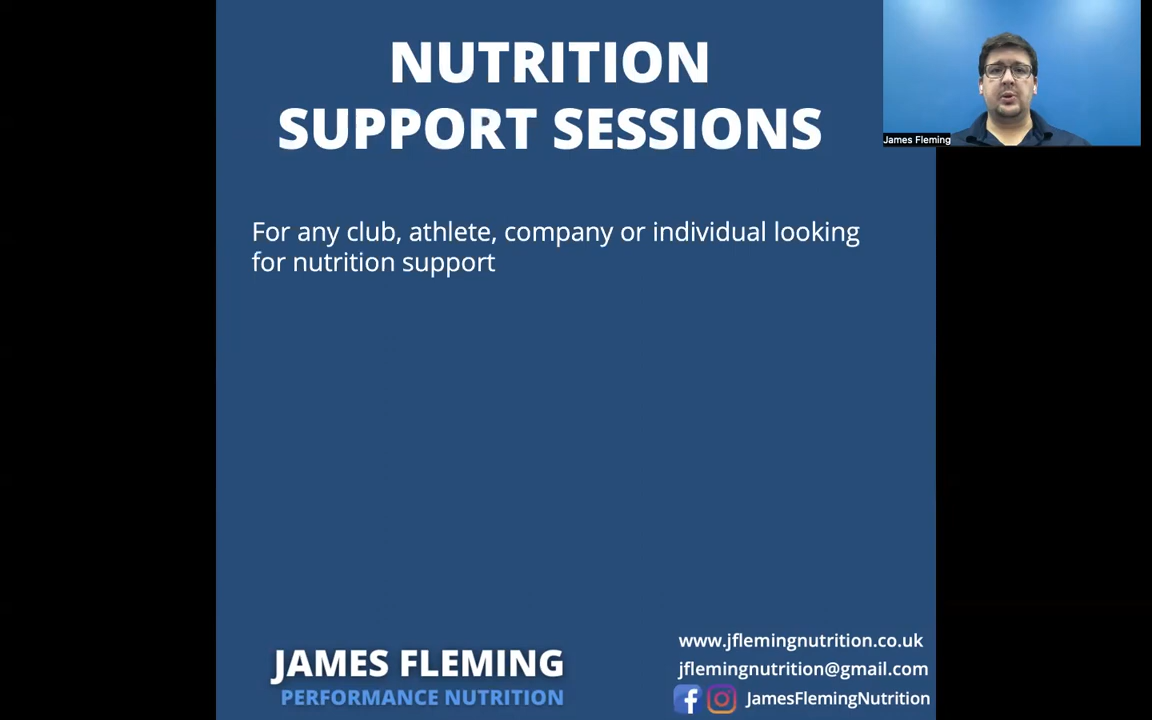 NUTRITION
SUPPORT SESSIONS
James Fleming
For any club, athlete, company or individual looking
for nutrition support
JAMES FLEMING
PERFORMANCE NUTRITION
www.jflemingnutrition.co.uk
jflemingnutrition@gmail.com
JamesFlemingNutrition